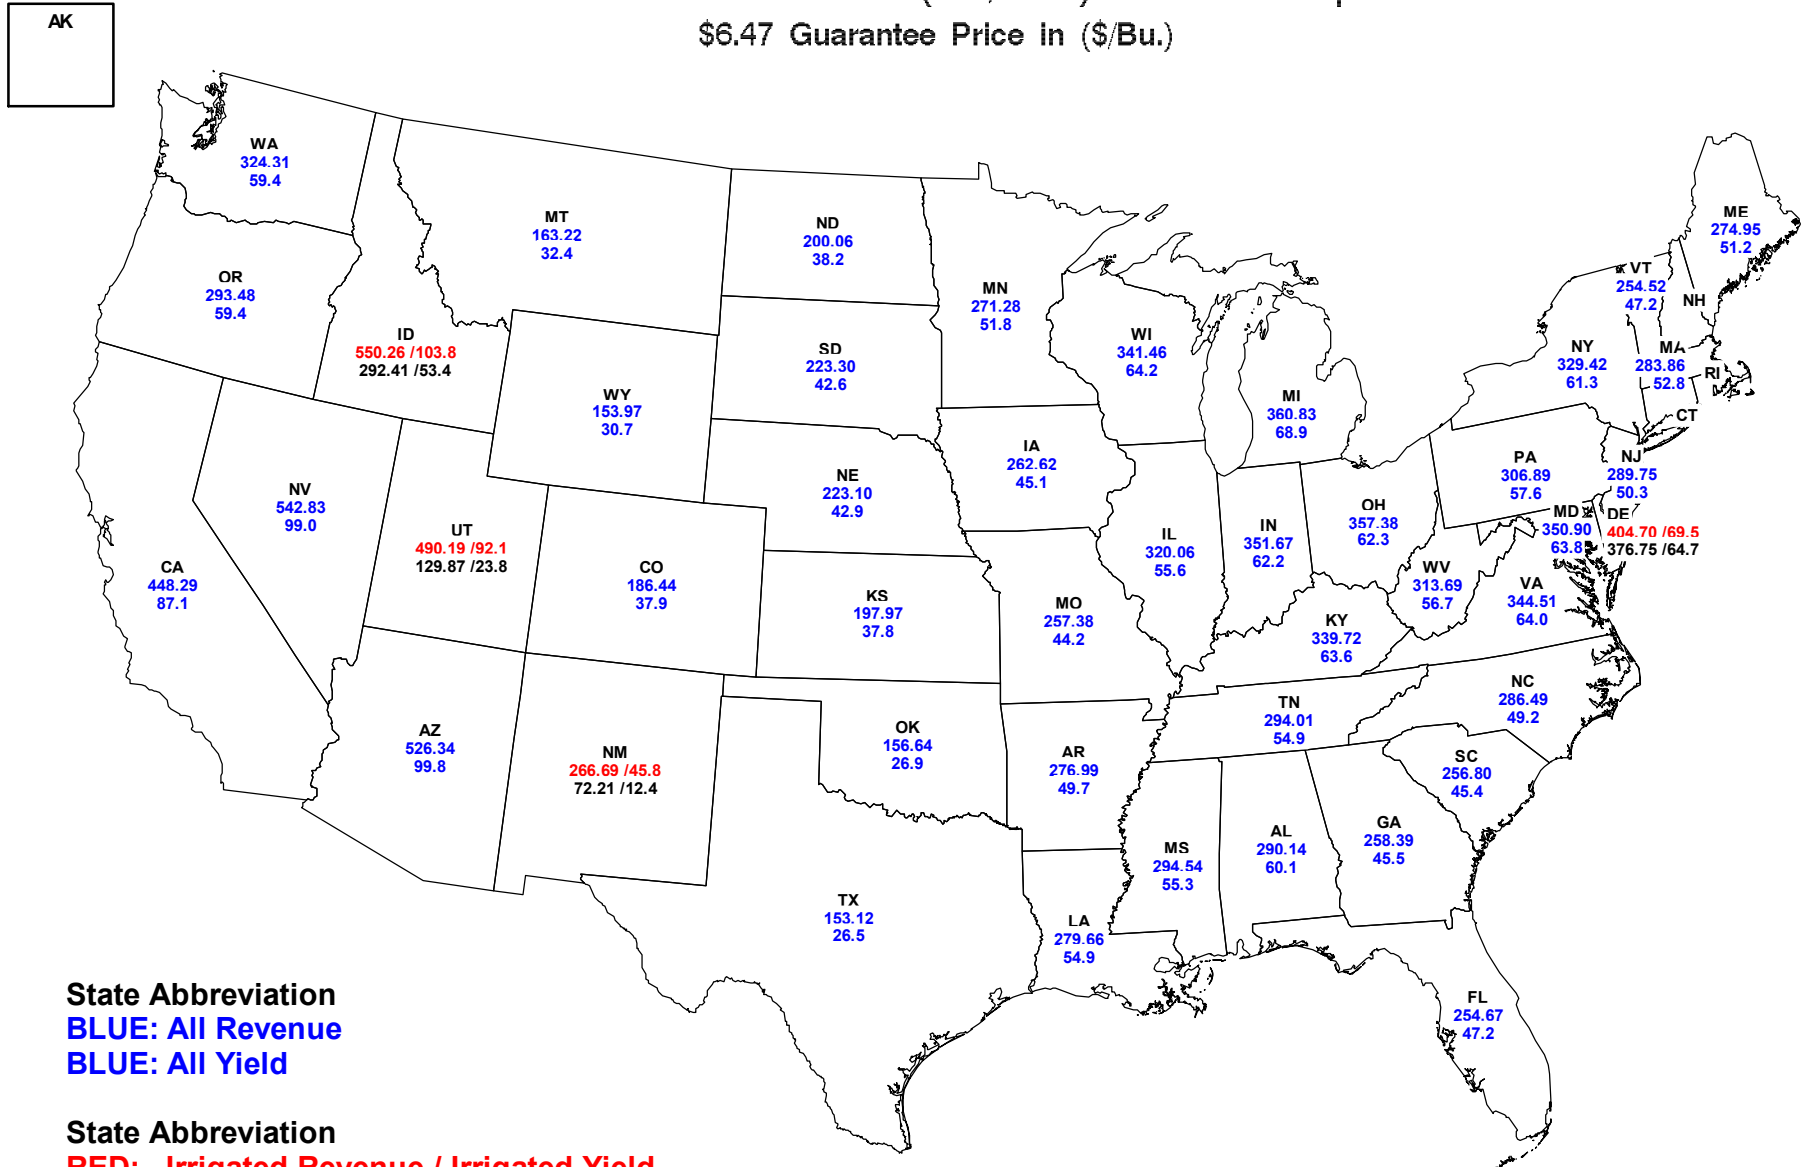 AK
$6.47 Guarantee Price in ($/Bu.)
WA
324.31
59.4
MT
163.22
32.4
ND
200.06
38.2
MN
271.28
51.8
ME
274.95
51.2
VT
254.52
47.2
NH
OR
293.48
59.4
ID
550.26 /103.8
292.41 /53.4
SD
223.30
42.6
WI
341.46
64.2
NY
329.42
61.3
MA
283.86
52.8
RI
CT
WY
153.97
30.7
MI
360.83
68.9
IA
262.62
45.1
PA
306.89
57.6
NJ
289.75
50.3
NV
542.83
99.0
NE
223.10
42.9
OH
357.38
62.3
MD
350.90
63.8
DE
404.70 /69.5
376.75 /64.7
UT
490.19 /92.1
129.87 /23.8
IL
320.06
55.6
IN
351.67
62.2
CA
448.29
87.1
CO
186.44
37.9
WV
313.69
56.7
VA
344.51
64.0
KS
197.97
37.8
MO
257.38
44.2
KY
339.72
63.6
NC
286.49
49.2
TN
294.01
54.9
AZ
526.34
99.8
NM
266.69 /45.8
72.21 /12.4
OK
156.64
26.9
AR
276.99
49.7
SC
256.80
45.4
GA
258.39
45.5
AL
290.14
60.1
MS
294.54
55.3
TX
153.12
26.5
LA
279.66
54.9
FL
254.67
47.2
State Abbreviation
BLUE: All Revenue
BLUE: All Yield
State Abbreviation
RED: Irrigated Revenue / Irrigated Yield